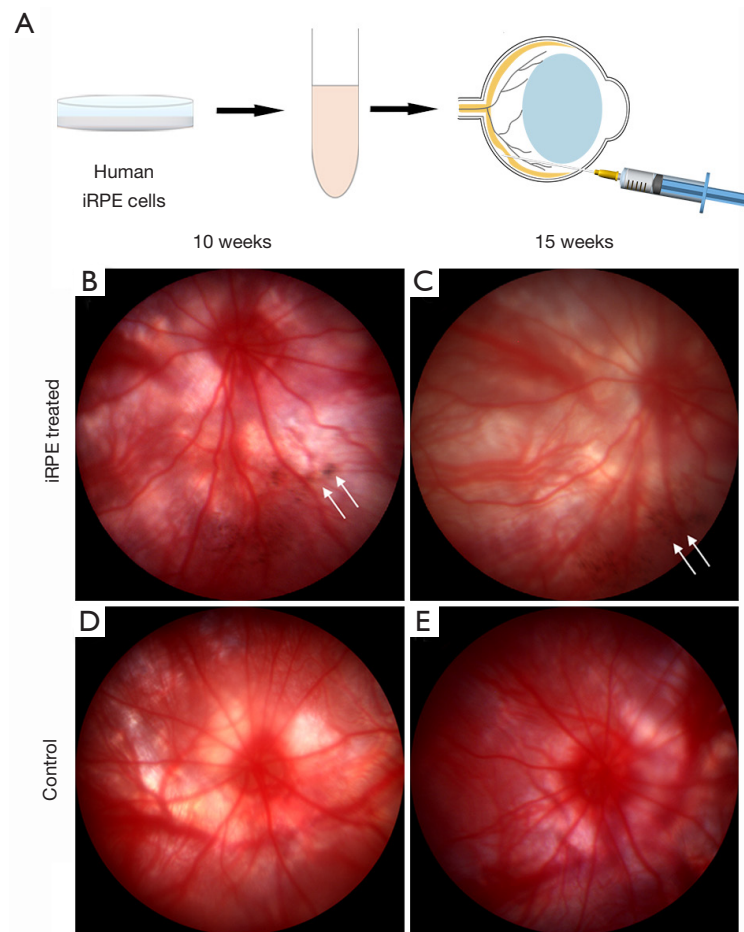 A
Human
iRPE cells
10 weeks
15 weeks
B
C
iRPE treated
D
E
Control